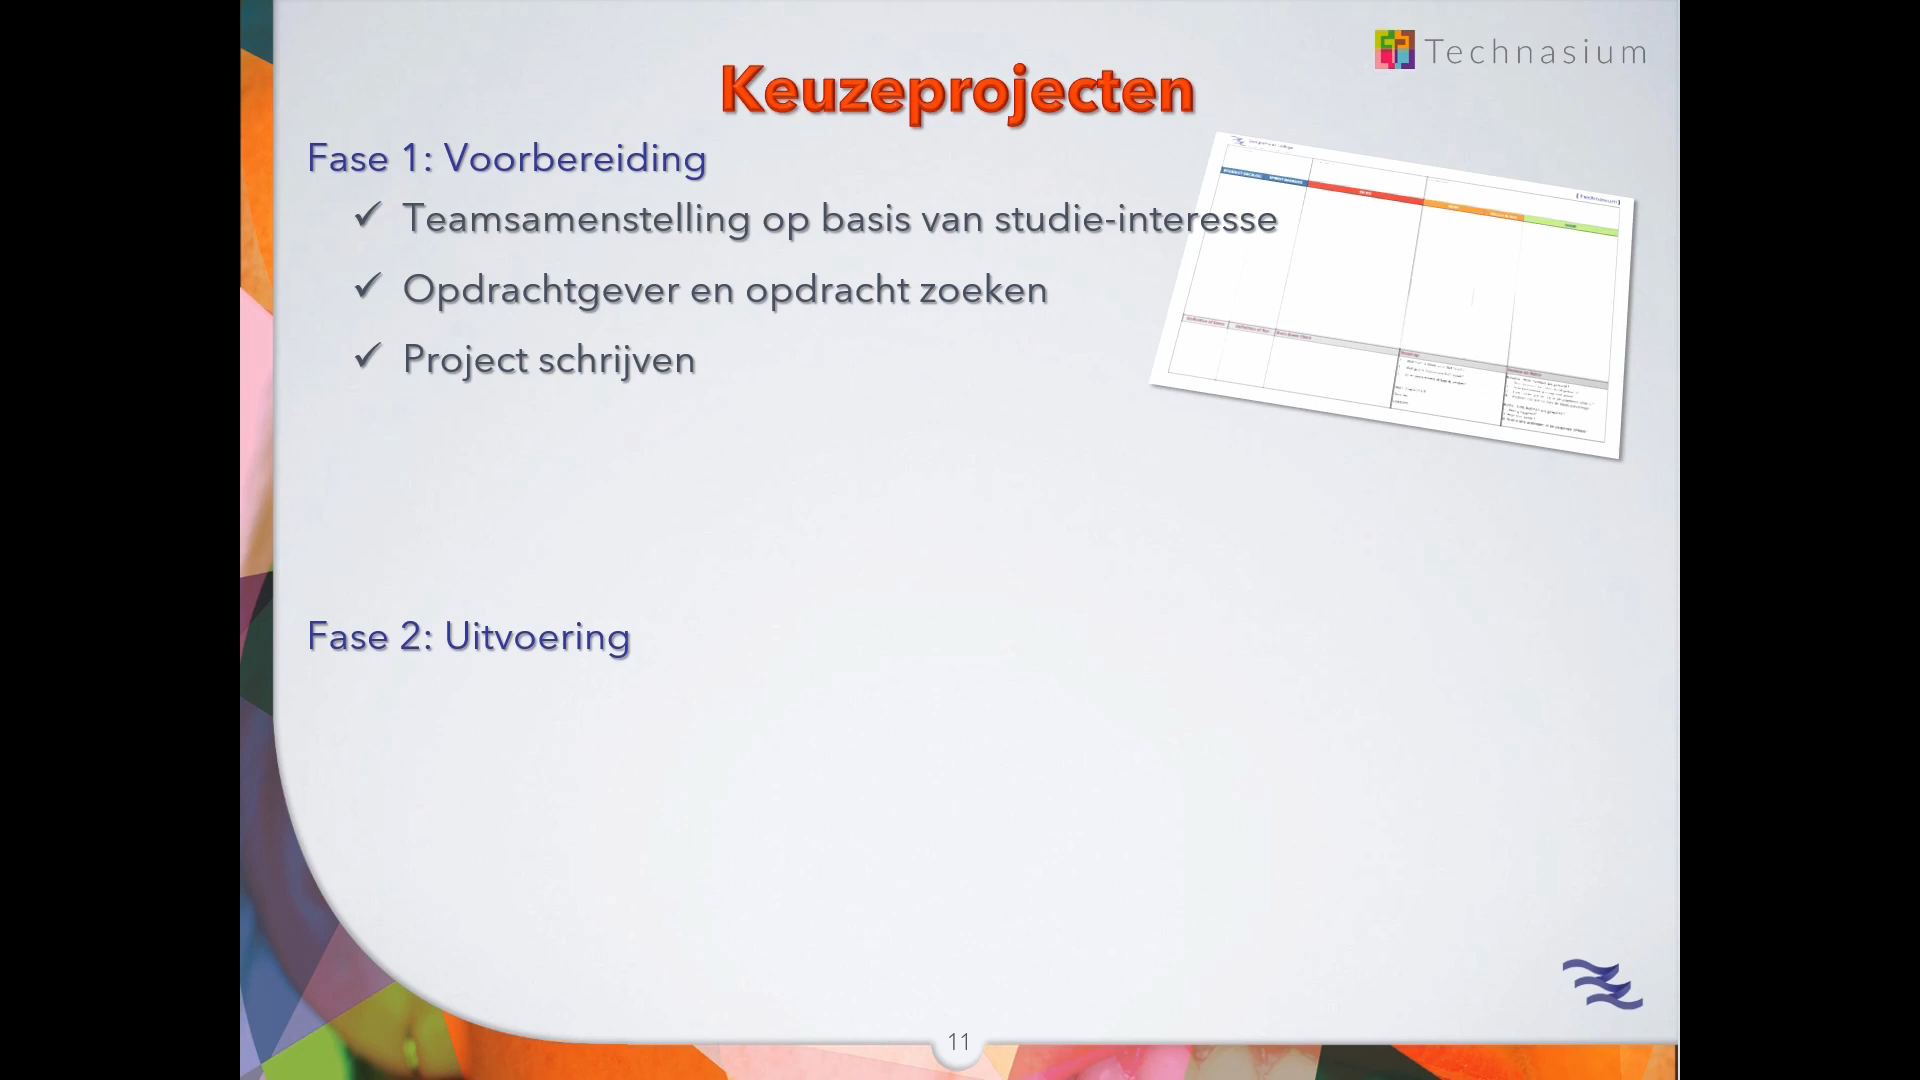 Technasium
Keuzeprojecten
Fase 1: Voorbereiding
✓ Teamsamenstelling op basis van studie-interesse
✓ Opdrachtgever en opdracht zoeken
✓ Project schrijven
Fase 2: Uitvoering
11